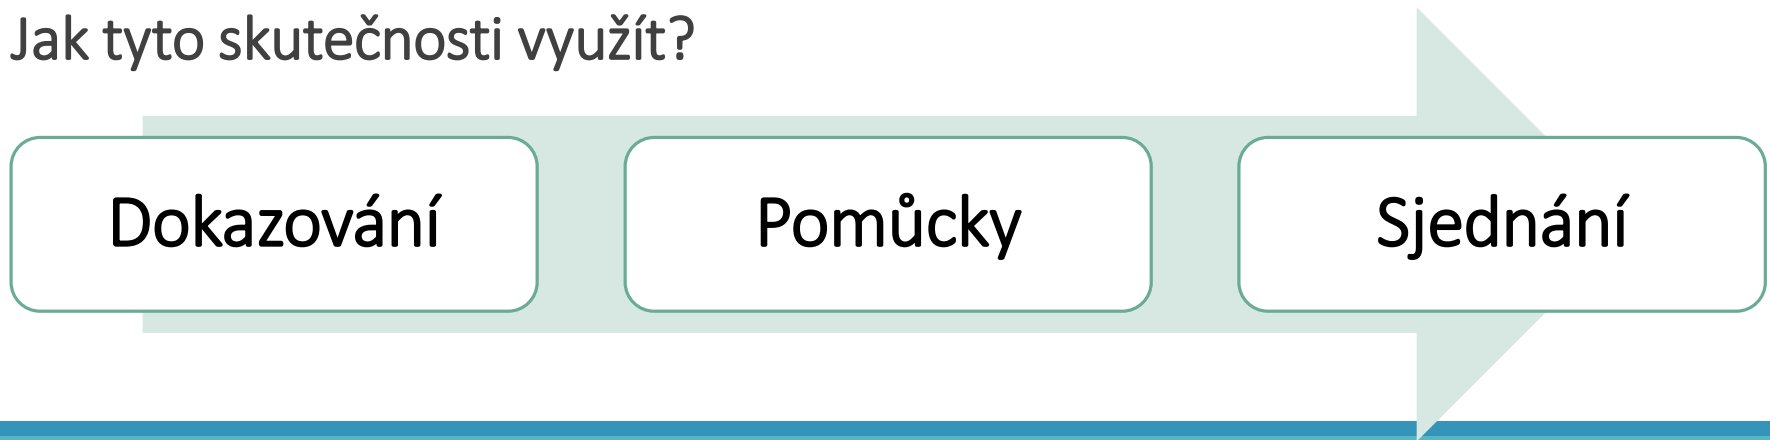 Jak tyto skutečnosti využít?
Dokazování
Pomůcky
Sjednání